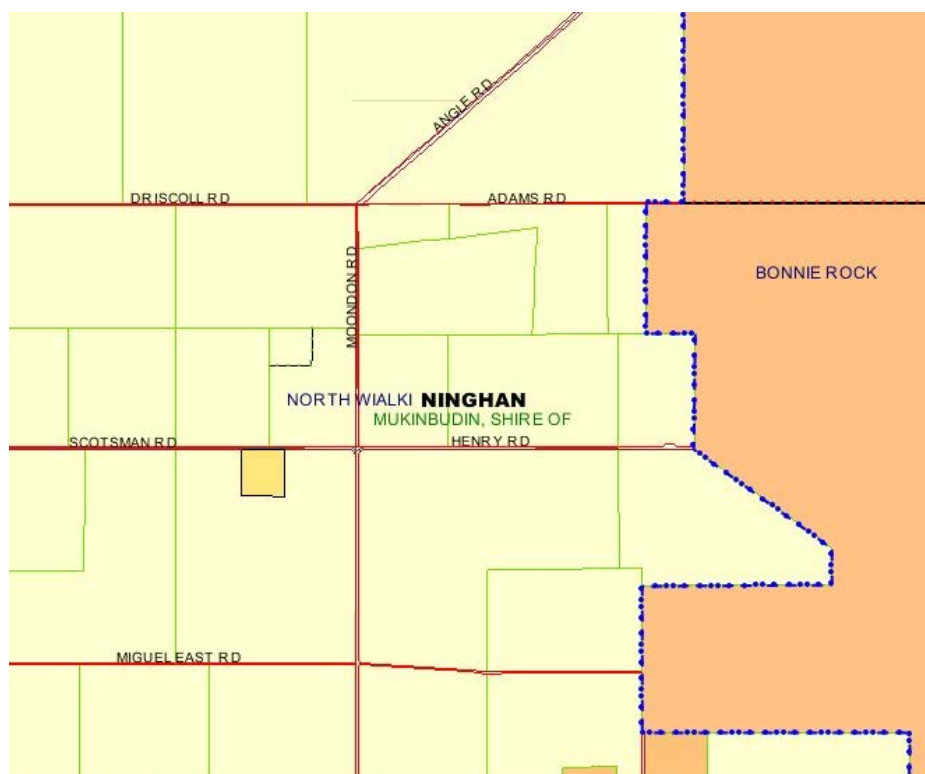 ANGLE RD
DRISCOLL RD
ADAMS RD
MOONDON RD
BONNIE ROCK
NORTH WIALKI
NINGHAN
MUKINBUDIN, SHIRE OF
SCOTSMAN RD
HENRY RD
MIGUEL EAST RD